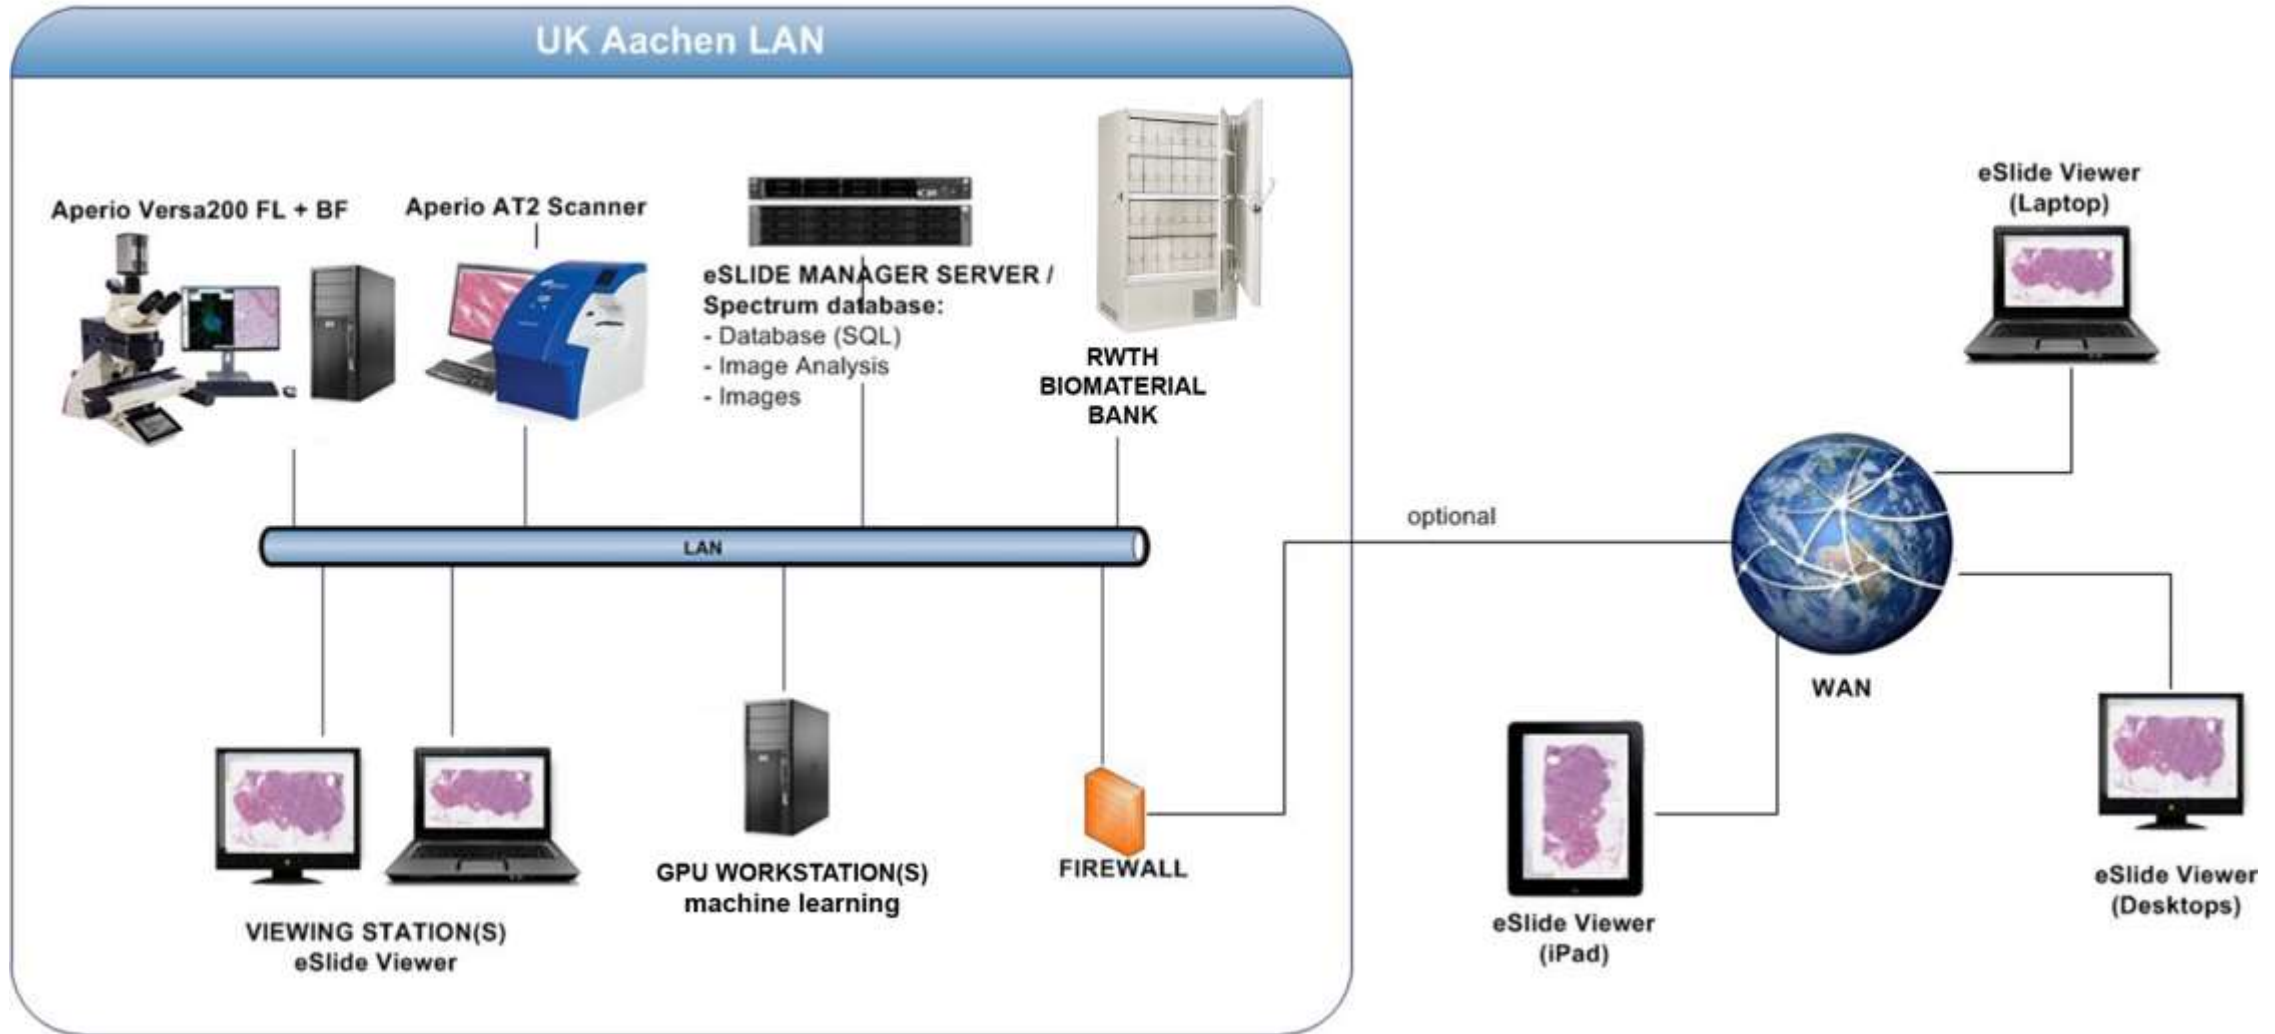 UK Aachen LAN
Aperio Versa200 FL + BF
Aperio AT2 Scanner
eSLIDE MANAGER SERVER /
Spectrum database:
- Database (SQL)
- Image Analysis
- Images
RWTH
BIOMATERIAL
BANK
LAN
VIEWING STATION(S)
eSlide Viewer
GPU WORKSTATION(S)
machine learning
FIREWALL
optional
WAN
eSlide Viewer
(Laptop)
eSlide Viewer
(iPad)
eSlide Viewer
(Desktops)